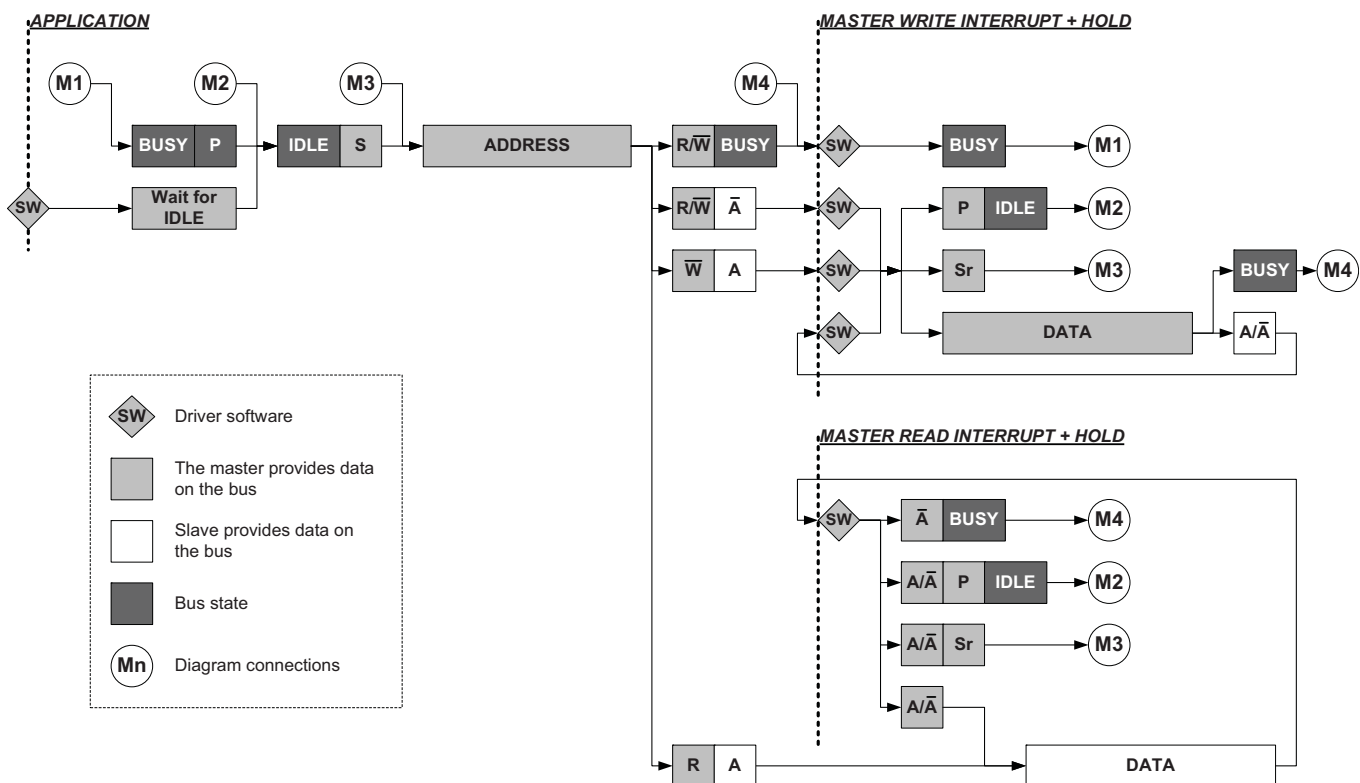 APPLICATION
MASTER WRITE INTERRUPT + HOLD
M1
M2
M3
M4
BUSY P
IDLE S
ADDRESS
R/W̅ BUSY
SW
BUSY
M1
SW
Wait for
IDLE
R/W̅ A̅
SW
P IDLE
M2
W̅ A
SW
Sr
M3
BUSY
M4
SW
DATA
A/A̅
SW
Driver software
The master provides data
on the bus
Slave provides data on
the bus
Bus state
Mn
Diagram connections
MASTER READ INTERRUPT + HOLD
SW
A̅ BUSY
M4
A/A̅ P IDLE
M2
A/A̅ Sr
M3
A/A̅
R A
DATA